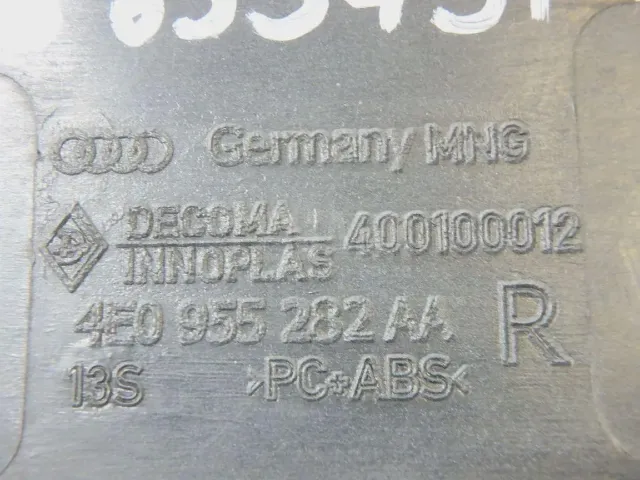 Germany MNG
DECOMA
INNOPLAS
400100012
4E0 955 282 AA
R
13S
>PC+ABS<